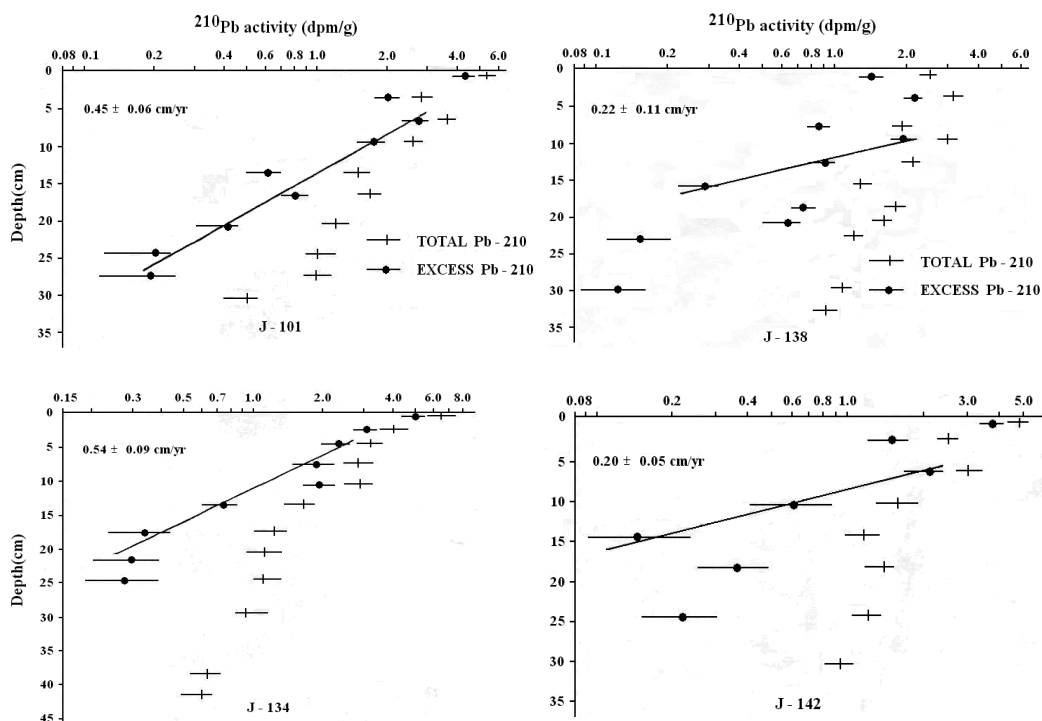 210Pb activity (dpm/g)
0.08 0.1 0.2 0.4 0.6 0.8 1.0 2.0 4.0 6.0
0
5
10
15
20
25
30
35
Depth(cm)
0.45 ± 0.06 cm/yr
TOTAL Pb - 210
EXCESS Pb - 210
J - 101
210Pb activity (dpm/g)
0.08 0.1 0.2 0.4 0.6 0.8 1.0 2.0 4.0 6.0
0
5
10
15
20
25
30
35
0.22 ± 0.11 cm/yr
TOTAL Pb - 210
EXCESS Pb - 210
J - 138
0.15 0.3 0.5 0.7 1.0 2.0 4.0 6.0 8.0
0
5
10
15
20
25
30
35
40
45
Depth(cm)
0.54 ± 0.09 cm/yr
J - 134
0.08 0.2 0.4 0.6 0.8 1.0 3.0 5.0
0
5
10
15
20
25
30
35
0.20 ± 0.05 cm/yr
J - 142